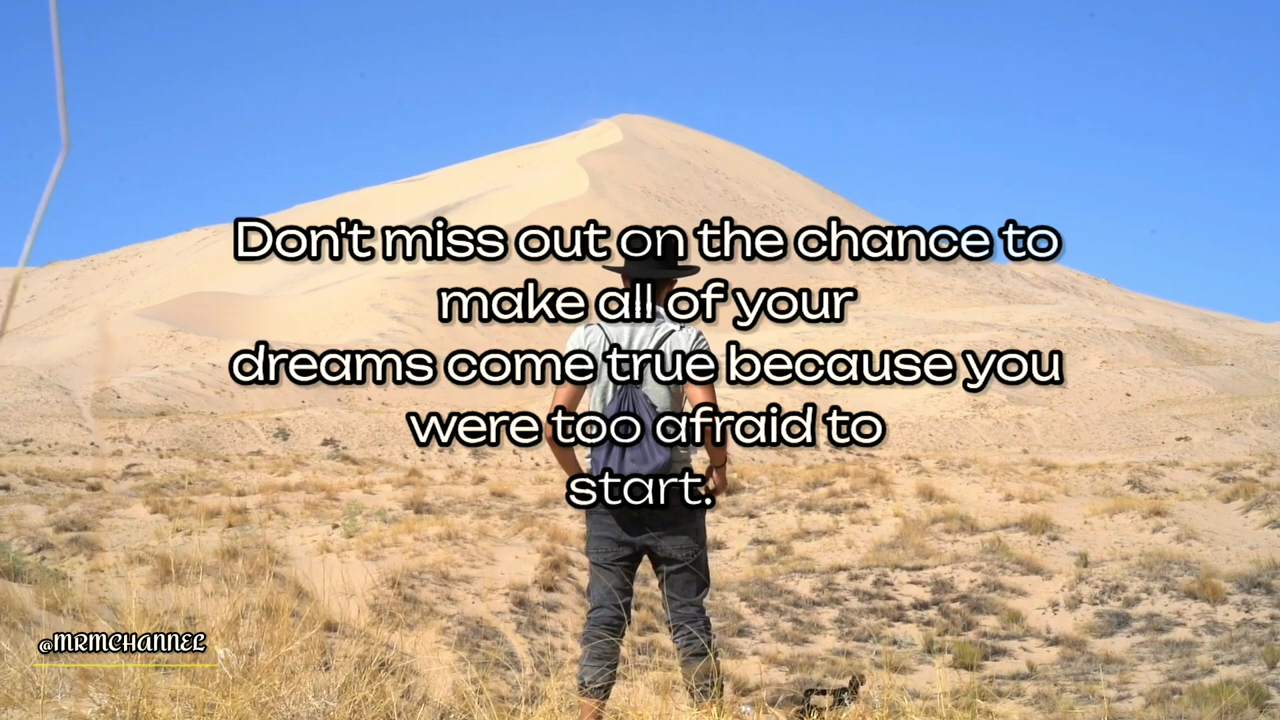 Don't miss out on the chance to
make all of your
dreams come true because you
were too afraid to
start.
@MRMCHANNEL